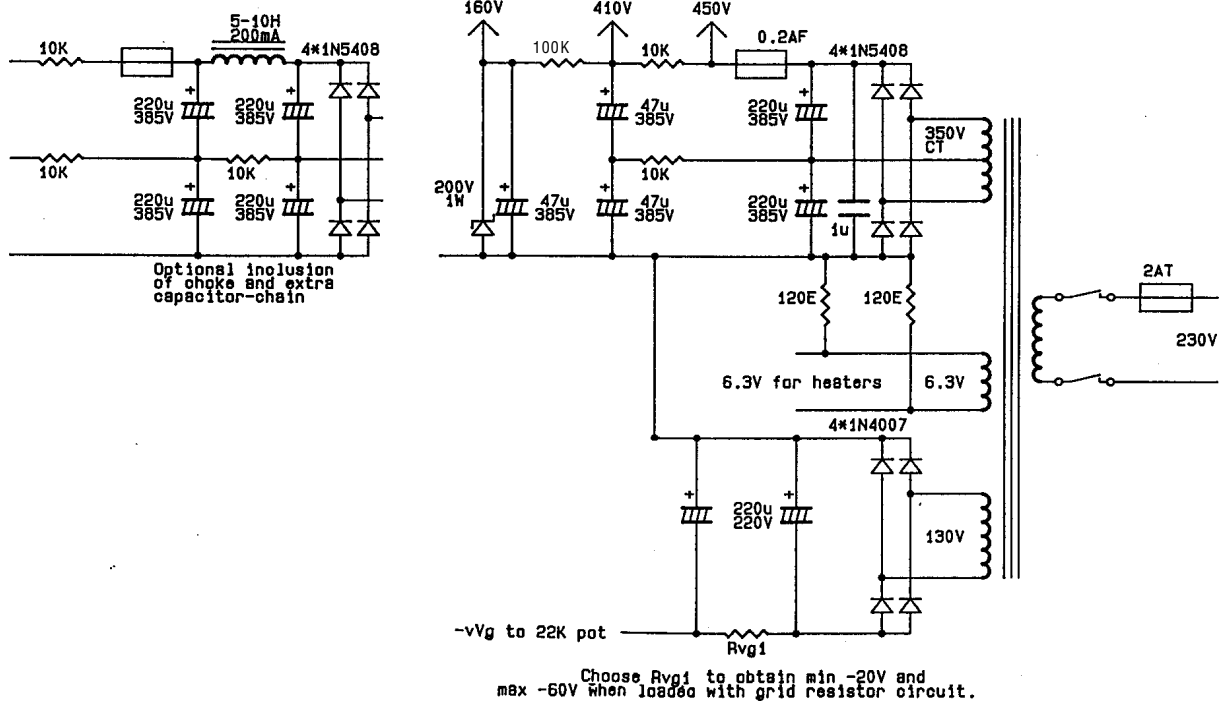 5-10H
200mA
10K
4*1N5408
220u
385V
220u
385V
10K
10K
220u
385V
220u
385V
Optional inclusion
of choke and extra
capacitor-chain
160V
410V
450V
100K
10K
0.2AF
4*1N5408
47u
385V
220u
385V
350V
CT
10K
200V
1W
47u
385V
47u
385V
220u
385V
1u
120E
120E
2AT
230V
6.3V for heaters
6.3V
4*1N4007
220u
220V
130V
-vVg to 22K pot
Rvg1
Choose Rvg1 to obtain min -20V and
max -60V when loaded with grid resistor circuit.